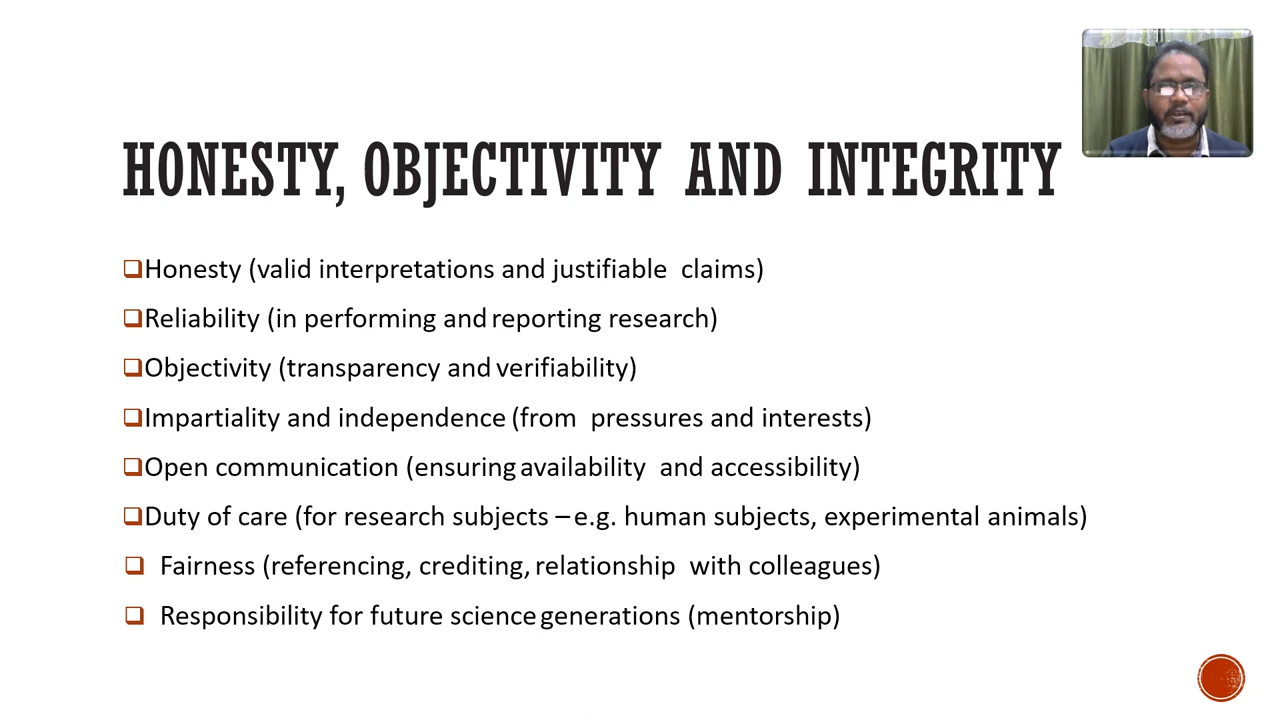 HONESTY, OBJECTIVITY AND INTEGRITY
❑Honesty (valid interpretations and justifiable claims)
❑Reliability (in performing and reporting research)
❑Objectivity (transparency and verifiability)
❑Impartiality and independence (from pressures and interests)
❑Open communication (ensuring availability and accessibility)
❑Duty of care (for research subjects – e.g. human subjects, experimental animals)
❑ Fairness (referencing, crediting, relationship with colleagues)
❑ Responsibility for future science generations (mentorship)